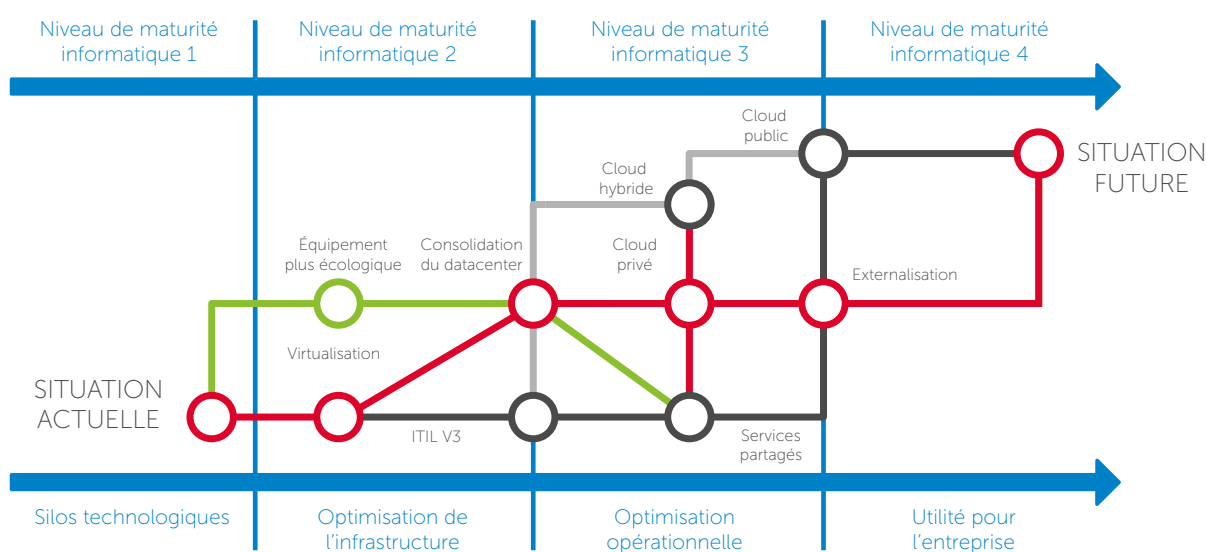 Niveau de maturité
informatique 1
Niveau de maturité
informatique 2
Niveau de maturité
informatique 3
Niveau de maturité
informatique 4
Cloud
public
SITUATION
FUTURE
Cloud
hybride
Équipement
plus écologique
Consolidation
du datacenter
Cloud
privé
Externalisation
Virtualisation
SITUATION
ACTUELLE
ITIL V3
Services
partagés
Silos technologiques
Optimisation de
l'infrastructure
Optimisation
opérationnelle
Utilité pour
l'entreprise